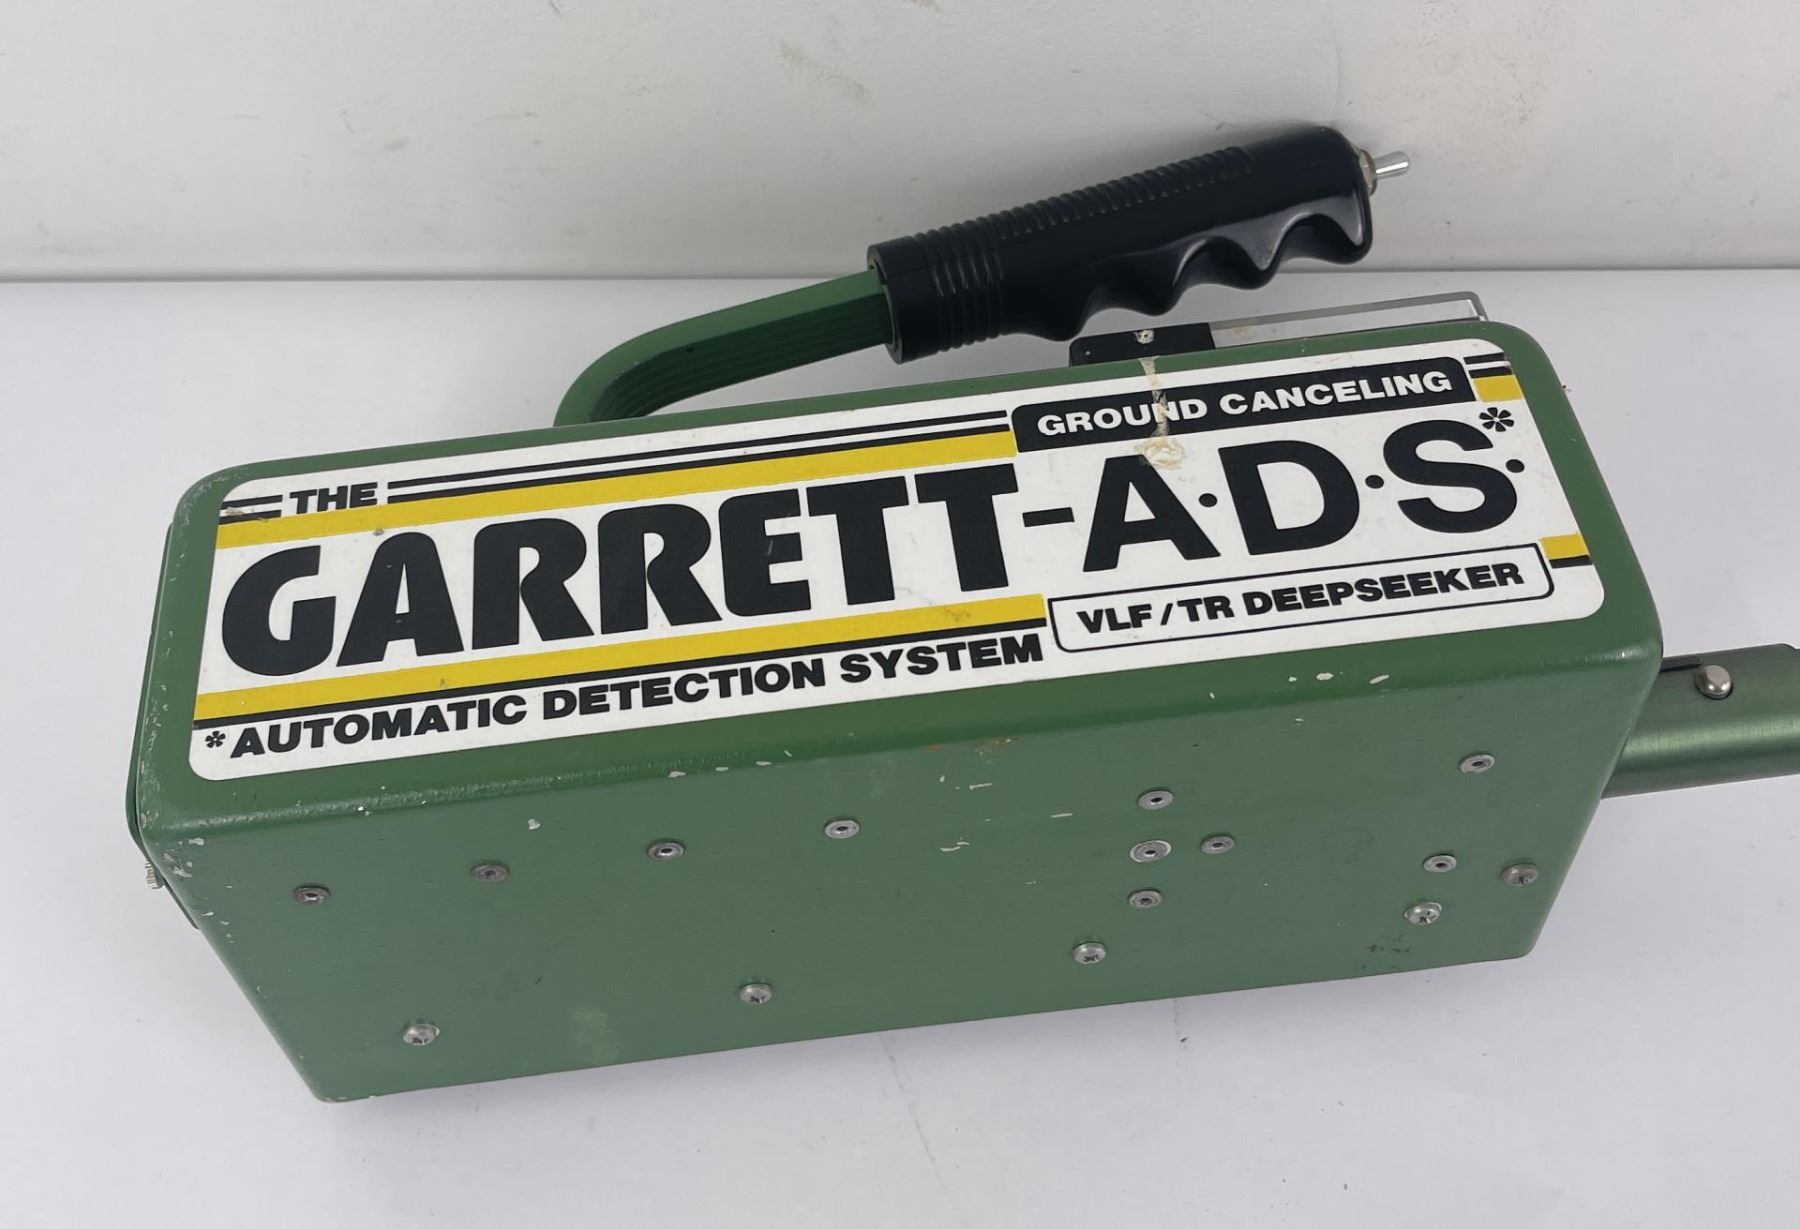 THE
GROUND CANCELING
GARRETT-A·D·S·*
VLF/TR DEEPSEEKER
*AUTOMATIC DETECTION SYSTEM